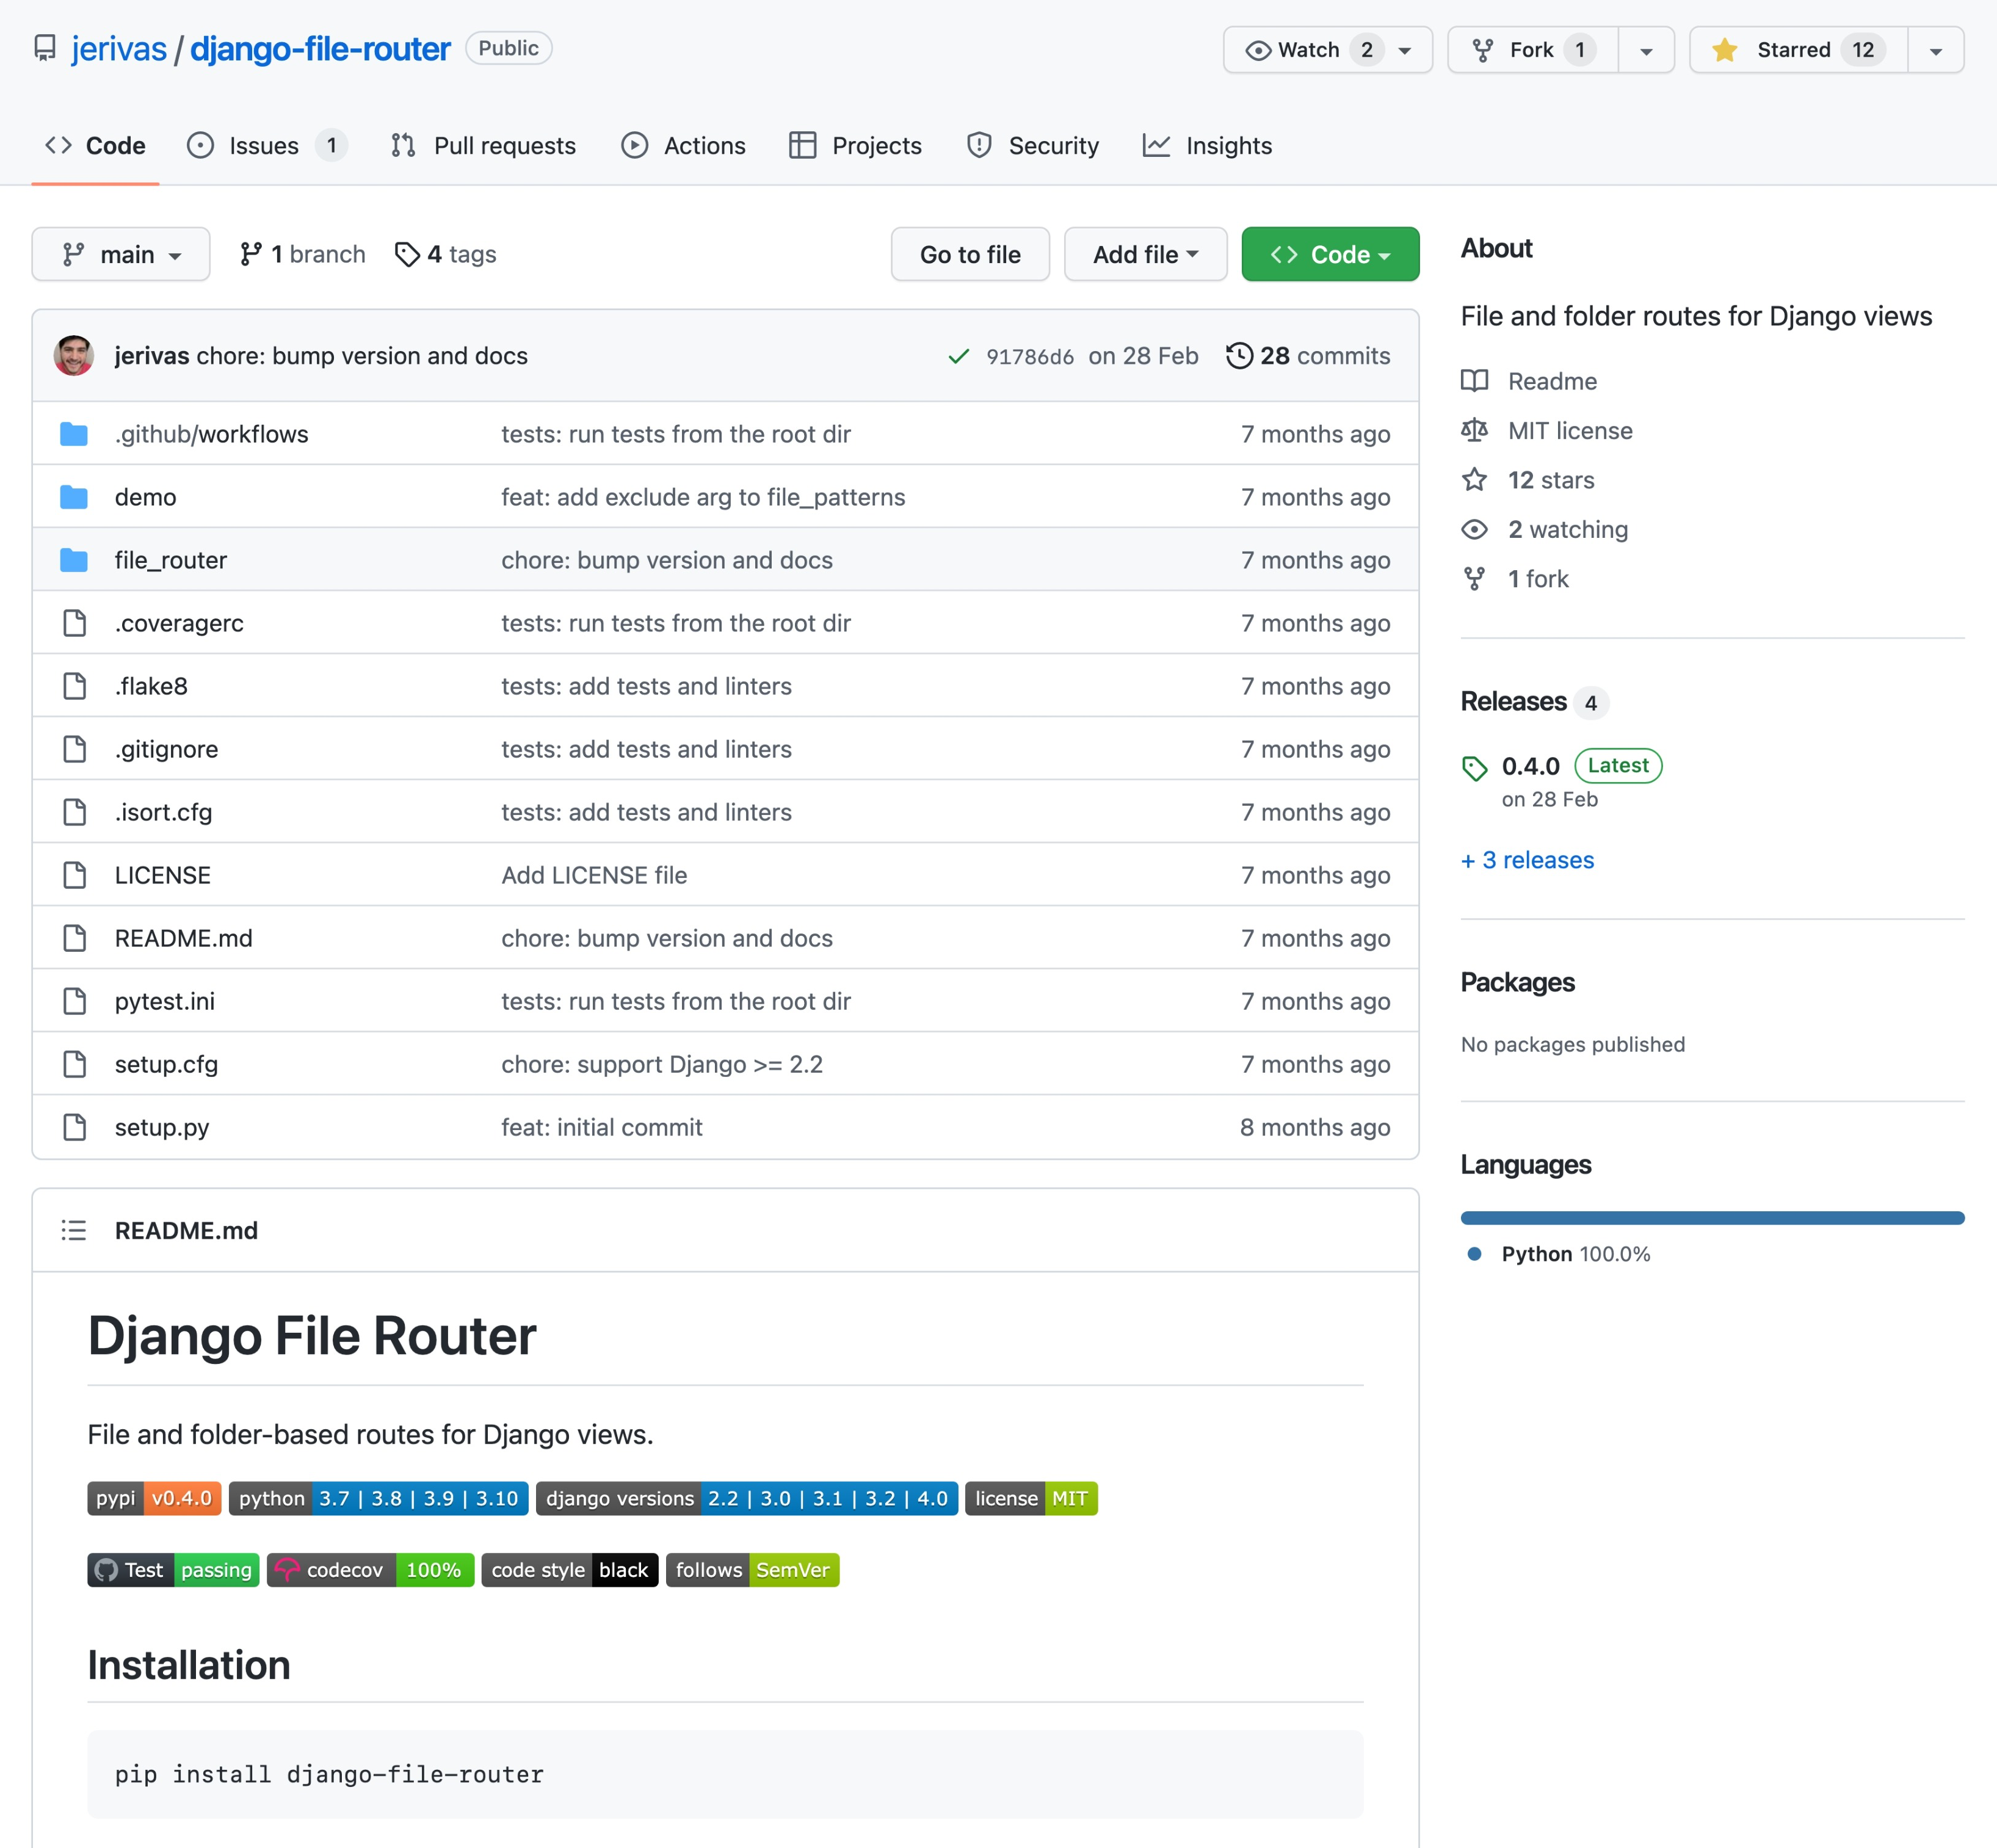 jerivas / django-file-router Public
Watch 2
Fork 1
Starred 12
Code
Issues 1
Pull requests
Actions
Projects
Security
Insights
main
1 branch
4 tags
Go to file
Add file
Code
jerivas chore: bump version and docs
91786d6 on 28 Feb
28 commits
.github/workflows tests: run tests from the root dir 7 months ago
demo feat: add exclude arg to file_patterns 7 months ago
file_router chore: bump version and docs 7 months ago
.coveragerc tests: run tests from the root dir 7 months ago
.flake8 tests: add tests and linters 7 months ago
.gitignore tests: add tests and linters 7 months ago
.isort.cfg tests: add tests and linters 7 months ago
LICENSE Add LICENSE file 7 months ago
README.md chore: bump version and docs 7 months ago
pytest.ini tests: run tests from the root dir 7 months ago
setup.cfg chore: support Django >= 2.2 7 months ago
setup.py feat: initial commit 8 months ago
README.md
Django File Router
File and folder-based routes for Django views.
pypi v0.4.0 python 3.7 | 3.8 | 3.9 | 3.10 django versions 2.2 | 3.0 | 3.1 | 3.2 | 4.0 license MIT
Test passing codecov 100% code style black follows SemVer
Installation
pip install django-file-router
About
File and folder routes for Django views
Readme
MIT license
12 stars
2 watching
1 fork
Releases 4
0.4.0 Latest
on 28 Feb
+ 3 releases
Packages
No packages published
Languages
Python 100.0%